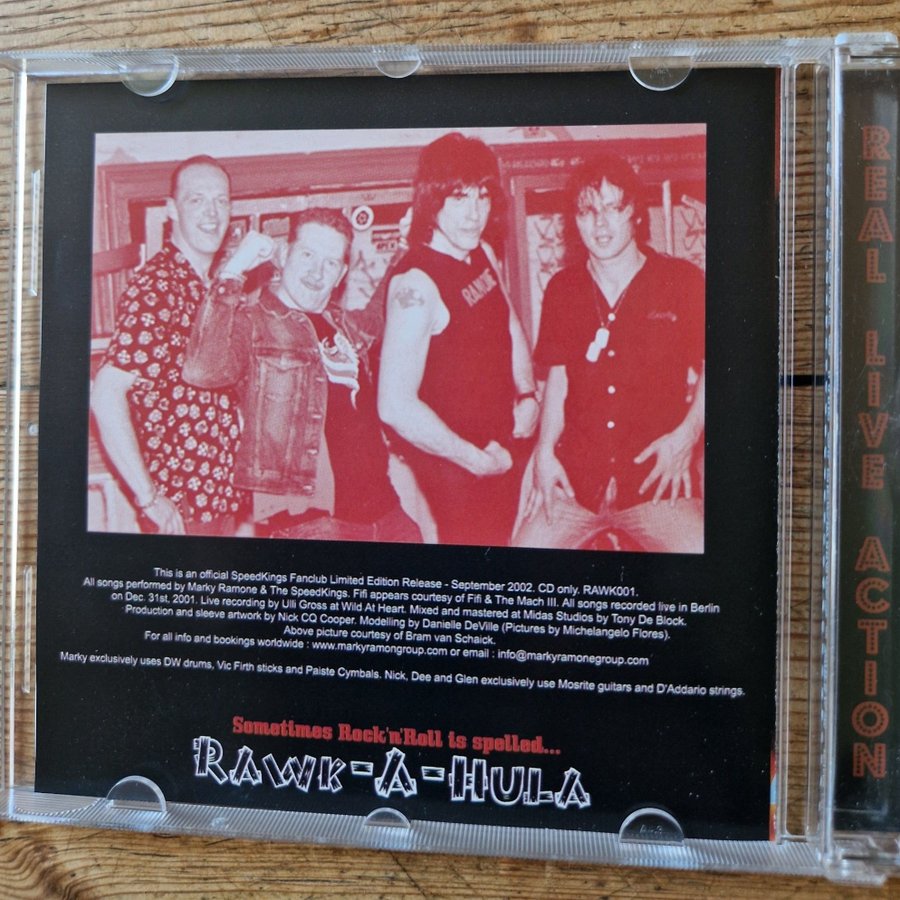 RAMONE
This is an official SpeedKings Fanclub Limited Edition Release - September 2002. CD only. RAWK001.
All songs performed by Marky Ramone & The SpeedKings. Fifi appears courtesy of Fifi & The Mach III. All songs recorded live in Berlin
on Dec. 31st, 2001. Live recording by Ulli Gross at Wild At Heart. Mixed and mastered at Midas Studios by Tony De Block.
Production and sleeve artwork by Nick CQ Cooper. Modelling by Danielle DeVille (Pictures by Michelangelo Flores).
Above picture courtesy of Bram van Schaick.
For all info and bookings worldwide : www.markyramongroup.com or email : info@markyramonegroup.com
Marky exclusively uses DW drums, Vic Firth sticks and Paiste Cymbals. Nick, Dee and Glen exclusively use Mosrite guitars and D'Addario strings.
Sometimes Rock'n'Roll is spelled...
RAWK-A-HULA
REAL LIVE ACTION